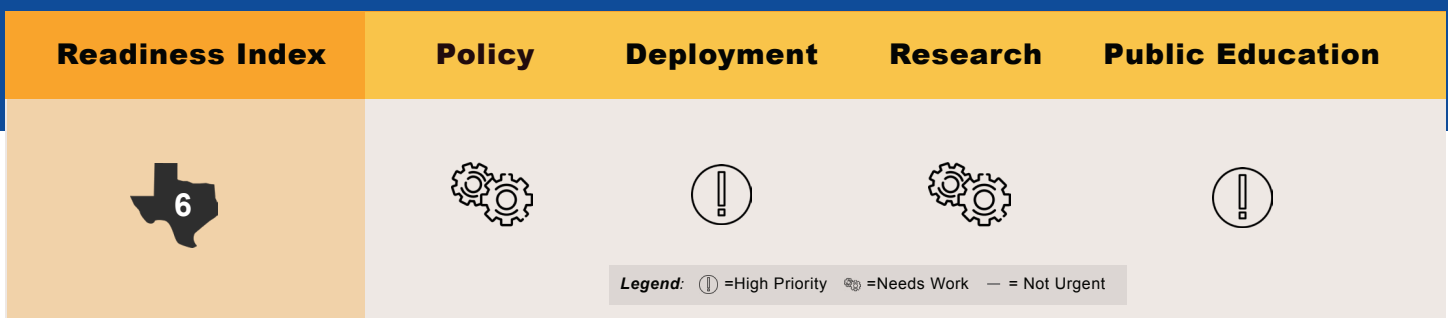 Readiness Index Policy Deployment Research Public Education
6
Legend: =High Priority =Needs Work — = Not Urgent